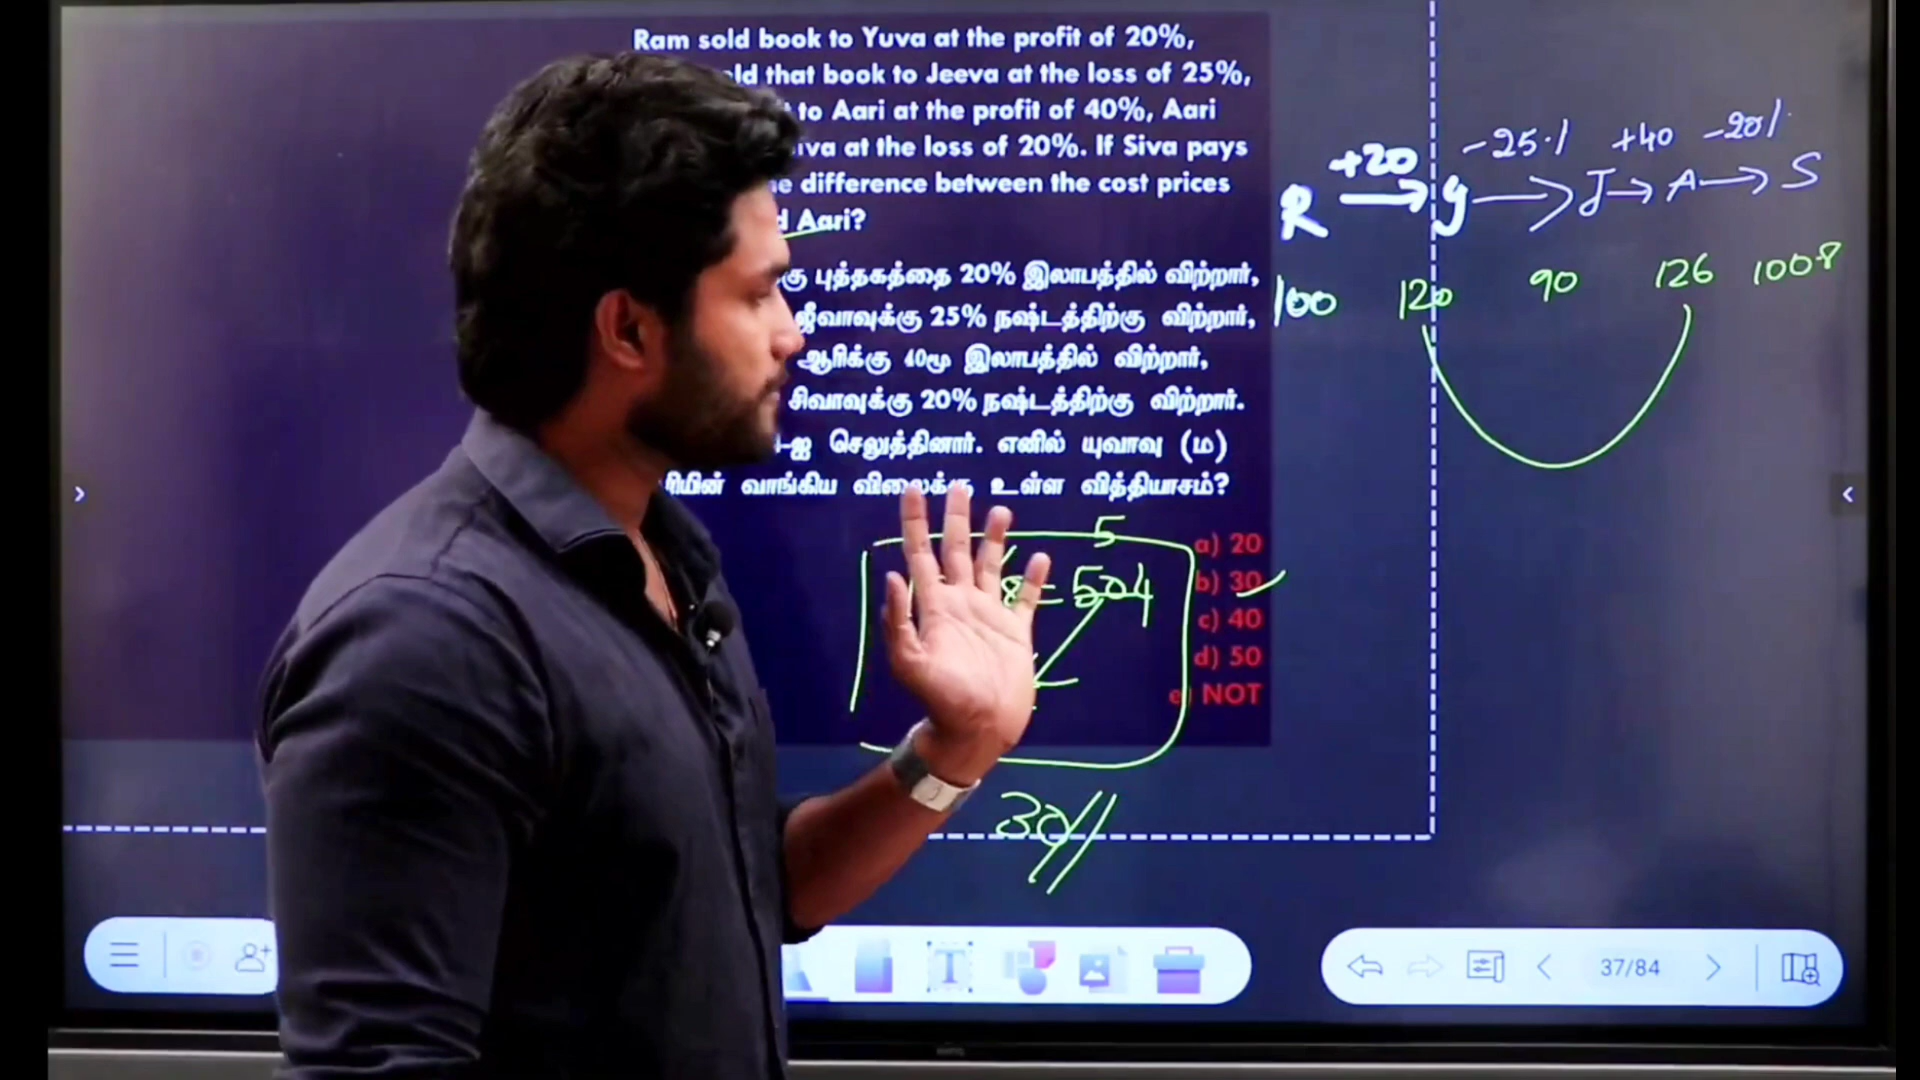 Ram sold book to Yuva at the profit of 20%,
ld that book to Jeeva at the loss of 25%,
to Aari at the profit of 40%, Aari
iva at the loss of 20%. If Siva pays
e difference between the cost prices
d Aari?
கு புத்தகத்தை 20% இலாபத்தில் விற்றார்,
ஜீவாவுக்கு 25% நஷ்டத்திற்கு விற்றார்,
ஆரிக்கு 40மூ இலாபத்தில் விற்றார்,
சிவாவுக்கு 20% நஷ்டத்திற்கு விற்றார்.
-ஐ செலுத்தினார். எனில் யுவாவு (ம)
ரியின் வாங்கிய விலைக்கு உள்ள வித்தியாசம்?
a) 20
b) 30
c) 40
d) 50
e) NOT
5
8 = 504
30//
+20 -25% +40 -20%
R → y → J → A → S
100 120 90 126 1008
T
37/84